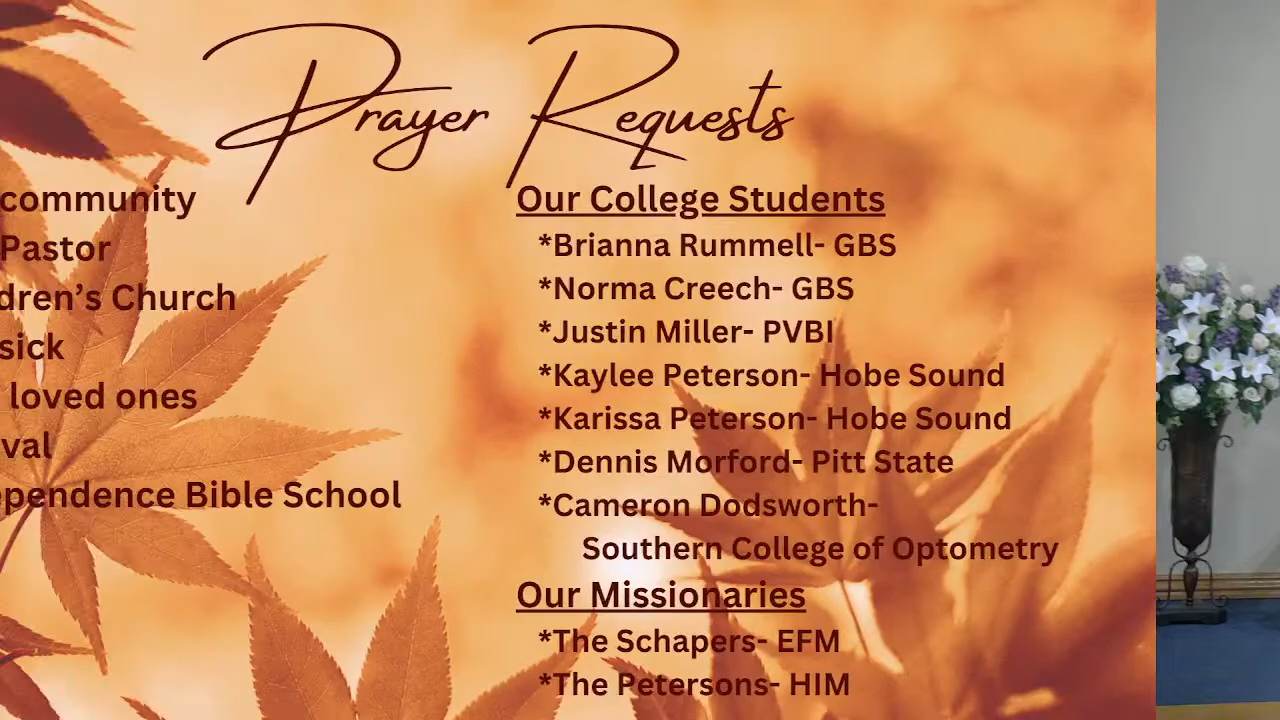 Prayer Requests
community
Pastor
dren's Church
sick
loved ones
val
ependence Bible School
Our College Students
*Brianna Rummell- GBS
*Norma Creech- GBS
*Justin Miller- PVBI
*Kaylee Peterson- Hobe Sound
*Karissa Peterson- Hobe Sound
*Dennis Morford- Pitt State
*Cameron Dodsworth-
Southern College of Optometry
Our Missionaries
*The Schapers- EFM
*The Petersons- HIM